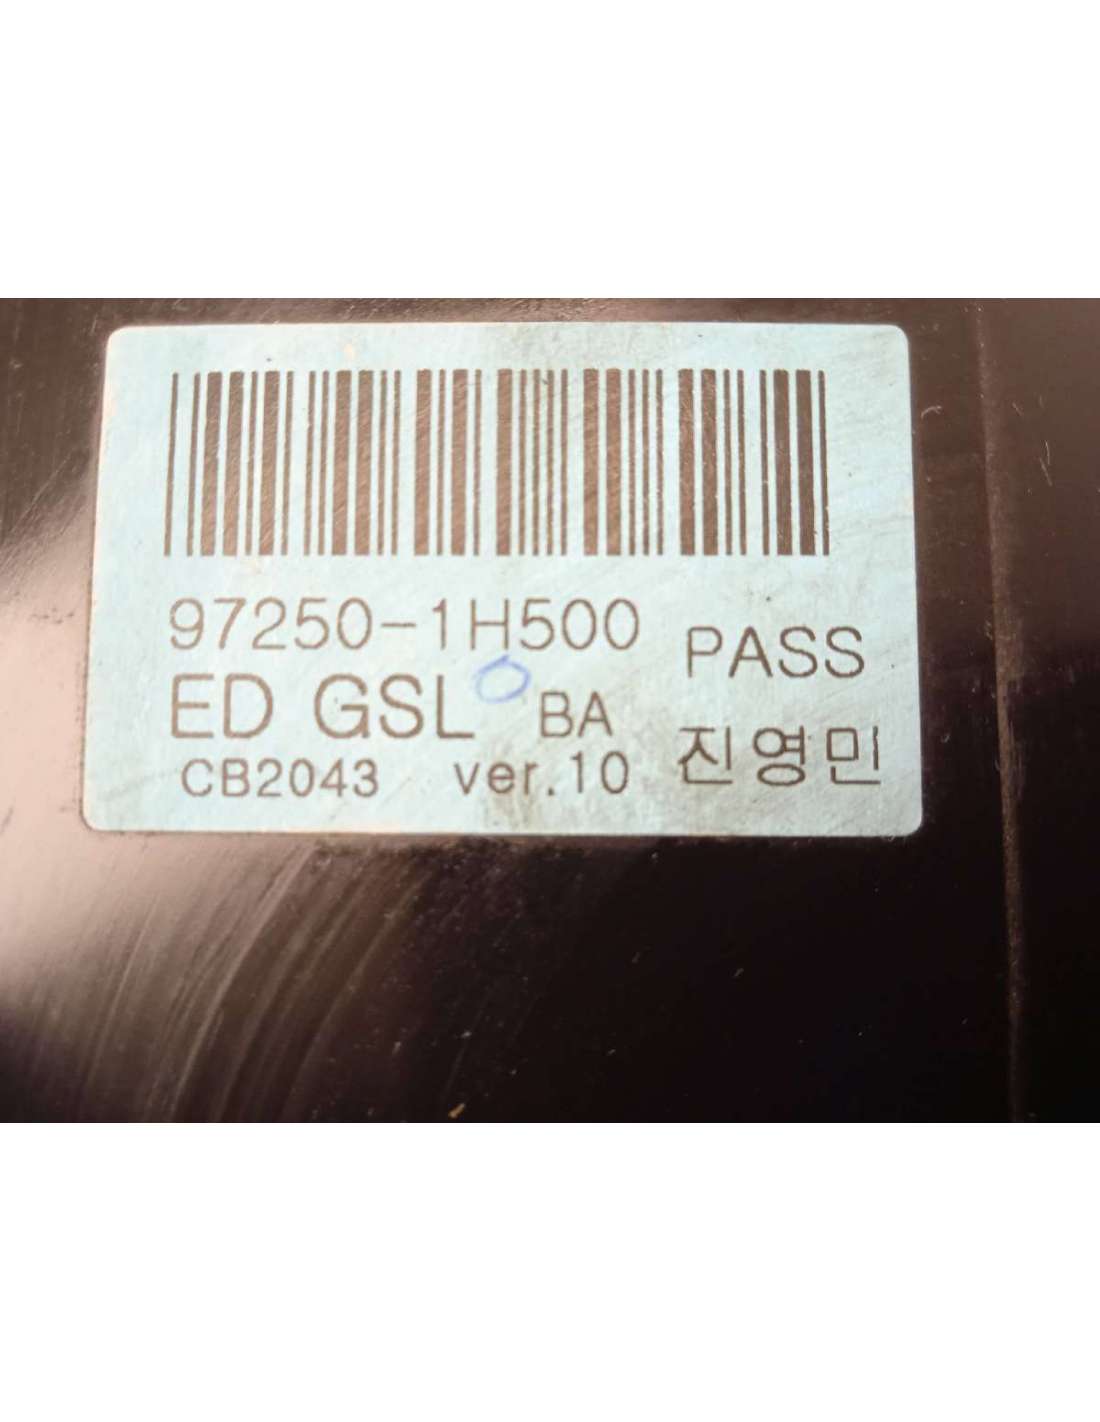 97250-1H500
ED GSL BA
CB2043 ver.10
PASS
진영민